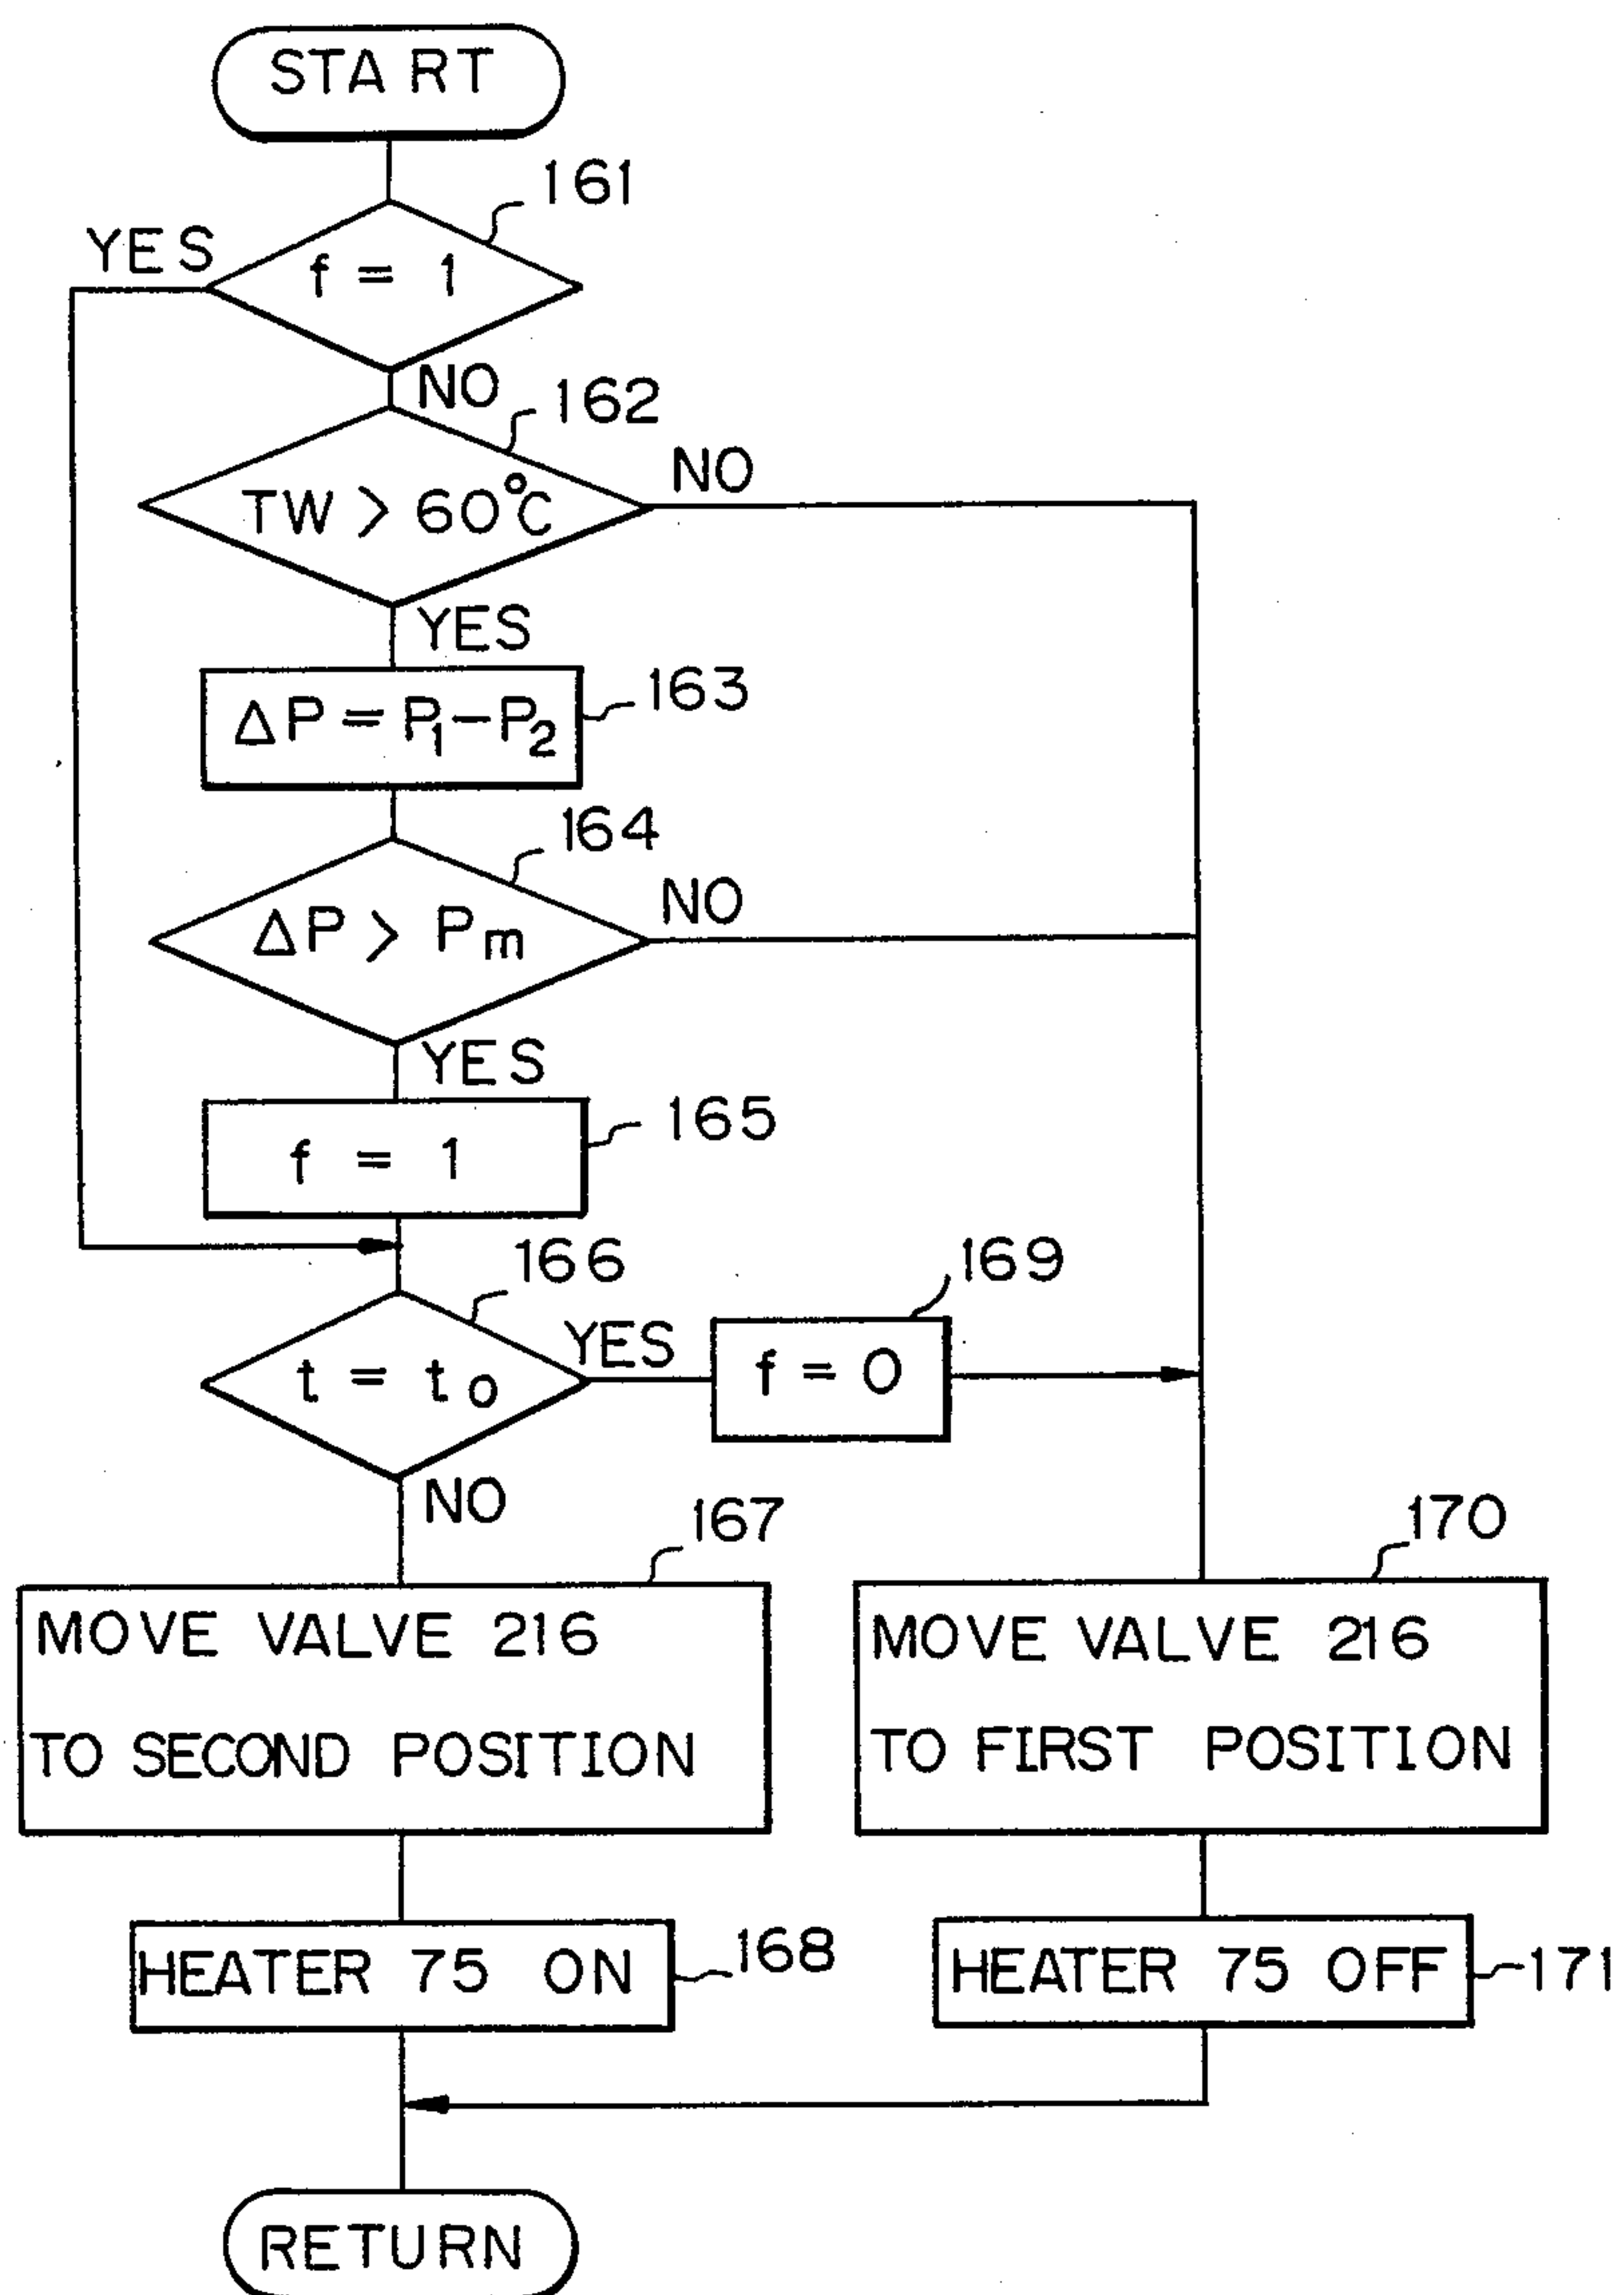 START
161
YES
f = 1
NO
162
NO
TW > 60°C
YES
163
ΔP = P1 - P2
164
NO
ΔP > Pm
YES
165
f = 1
166
169
YES
t = to
f = 0
NO
167
170
MOVE VALVE 216
TO SECOND POSITION
MOVE VALVE 216
TO FIRST POSITION
HEATER 75 ON
168
HEATER 75 OFF
171
RETURN